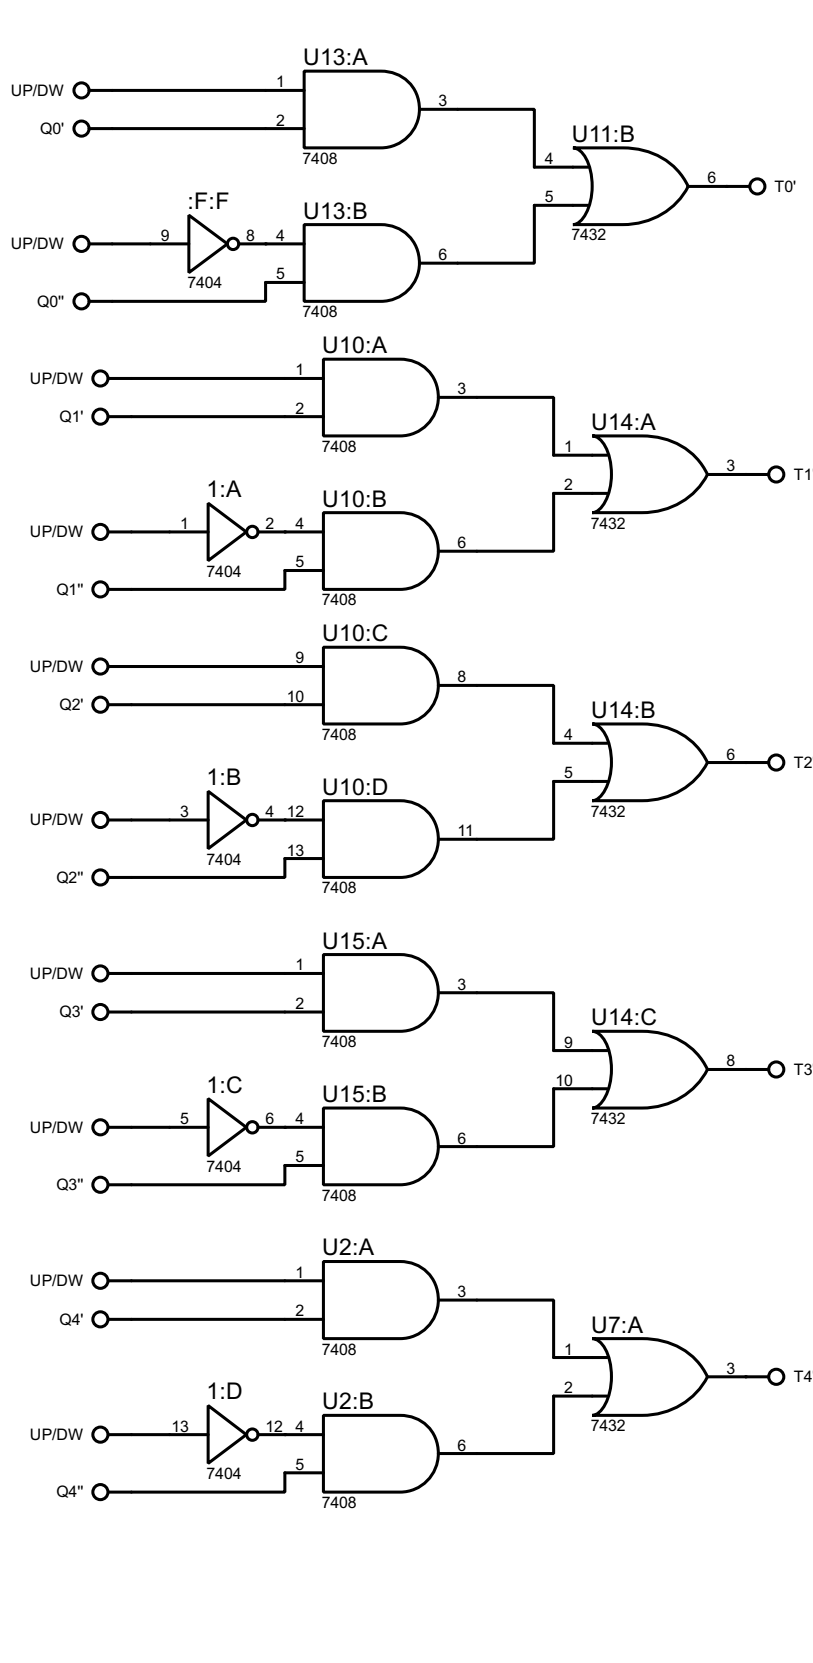 U13:A
UP/DW 1 3
Q0' 2
7408
U11:B
4 6 T0'
5
7432
:F:F
U13:B
UP/DW 9 8 4 6
7404
5
Q0" 7408
U10:A
UP/DW 1 3
Q1' 2
7408
U14:A
1 3 T1'
2
7432
1:A
U10:B
UP/DW 1 2 4 6
7404
5
Q1" 7408
U10:C
UP/DW 9 8
Q2' 10
7408
U14:B
4 6 T2'
5
7432
1:B
U10:D
UP/DW 3 4 12 11
7404
13
Q2" 7408
U15:A
UP/DW 1 3
Q3' 2
7408
U14:C
9 8 T3'
10
7432
1:C
U15:B
UP/DW 5 6 4 6
7404
5
Q3" 7408
U2:A
UP/DW 1 3
Q4' 2
7408
U7:A
1 3 T4'
2
7432
1:D
U2:B
UP/DW 13 12 4 6
7404
5
Q4" 7408